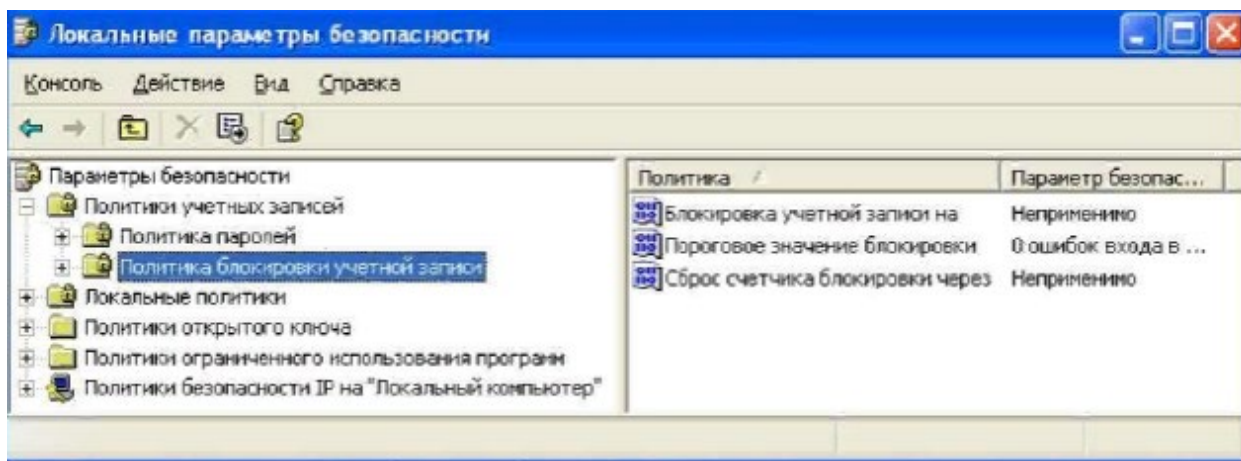 Локальные параметры безопасности
Консоль Действие Вид Справка
Параметры безопасности
Политики учетных записей
Политика паролей
Политика блокировки учетной записи
Локальные политики
Политики открытого ключа
Политики ограниченного использования программ
Политики безопасности IP на "Локальный компьютер"
Политика Параметр безопас...
Блокировка учетной записи на Неприменимо
Пороговое значение блокировки 0 ошибок входа в ...
Сброс счетчика блокировки через Неприменимо